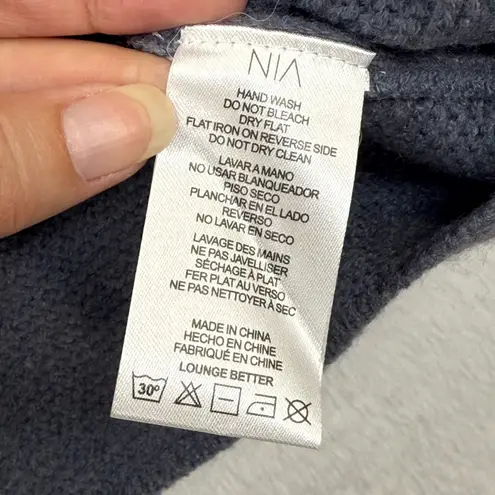 NIA
HAND WASH
DO NOT BLEACH
DRY FLAT
FLAT IRON ON REVERSE SIDE
DO NOT DRY CLEAN
LAVAR A MANO
NO USAR BLANQUEADOR
PISO SECO
PLANCHAR EN EL LADO
REVERSO
NO LAVAR EN SECO
LAVAGE DES MAINS
NE PAS JAVELLISER
SÉCHAGE À PLAT
FER PLAT AU VERSO
NE PAS NETTOYER À SEC
MADE IN CHINA
HECHO EN CHINE
FABRIQUÉ EN CHINE
LOUNGE BETTER
30°